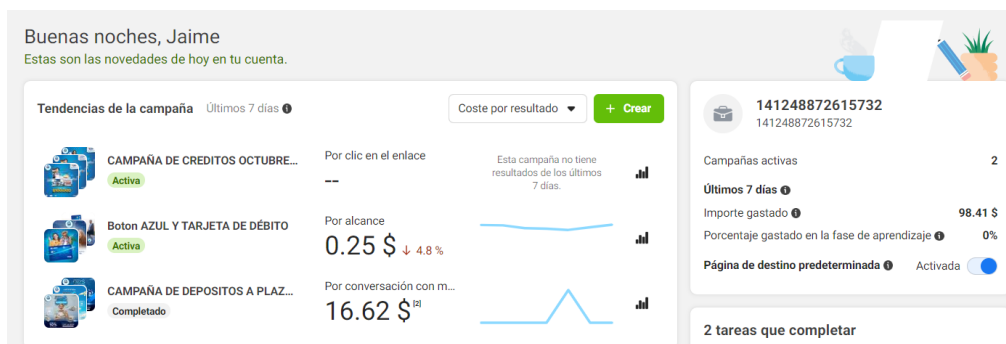 Buenas noches, Jaime
Estas son las novedades de hoy en tu cuenta.
Tendencias de la campaña Últimos 7 días
Coste por resultado
+ Crear
CAMPAÑA DE CREDITOS OCTUBRE...
Activa
Por clic en el enlace
--
Esta campaña no tiene
resultados de los últimos
7 días.
Boton AZUL Y TARJETA DE DÉBITO
Activa
Por alcance
0.25 $ ↓ 4.8 %
CAMPAÑA DE DEPOSITOS A PLAZ...
Completado
Por conversación con m...
16.62 $ [2]
141248872615732
141248872615732
Campañas activas 2
Últimos 7 días
Importe gastado 98.41 $
Porcentaje gastado en la fase de aprendizaje 0%
Página de destino predeterminada Activada
2 tareas que completar